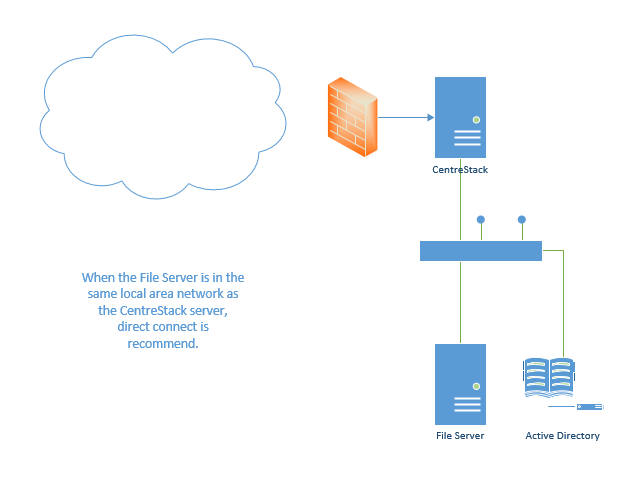 CentreStack
When the File Server is in the
same local area network as
the CentreStack server,
direct connect is
recommend.
File Server
Active Directory